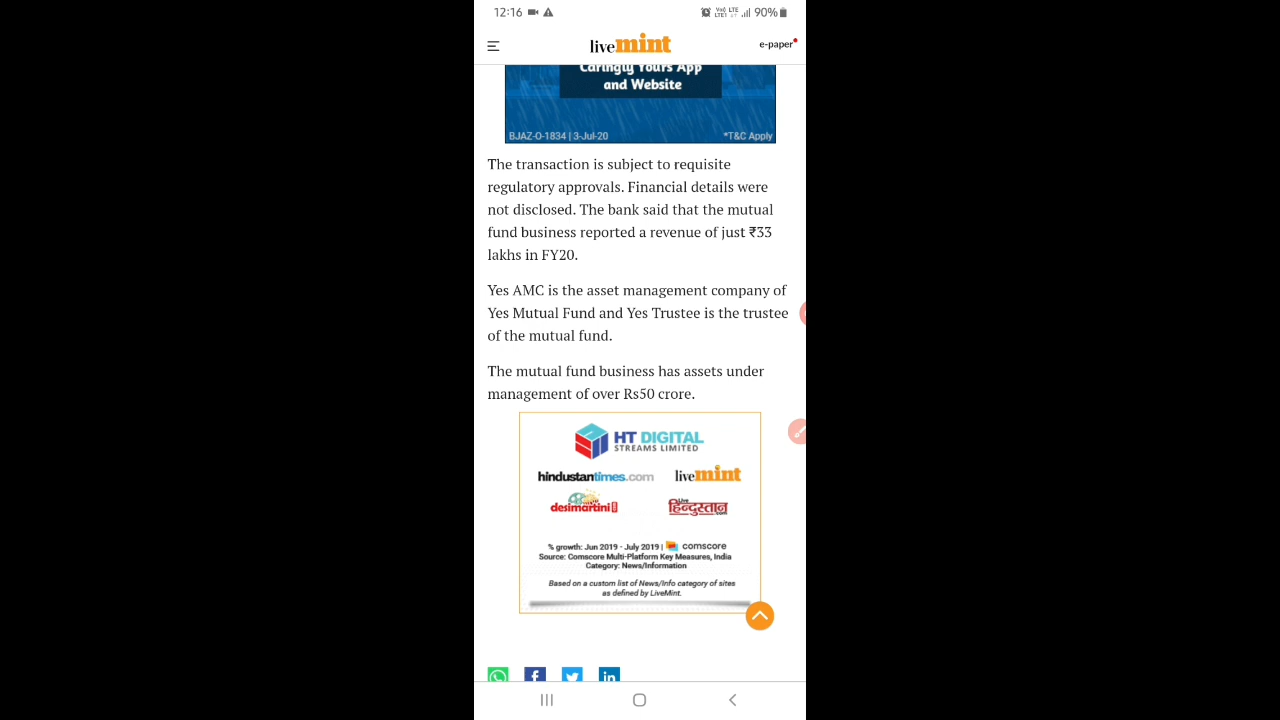 12:16
Vo) LTE
LTE1
90%
livemint
e-paper
Caringly Yours App
and Website
BJAZ-O-1834 | 3-Jul-20
*T&C Apply
The transaction is subject to requisite
regulatory approvals. Financial details were
not disclosed. The bank said that the mutual
fund business reported a revenue of just ₹33
lakhs in FY20.
Yes AMC is the asset management company of
Yes Mutual Fund and Yes Trustee is the trustee
of the mutual fund.
The mutual fund business has assets under
management of over Rs50 crore.
HT DIGITAL
STREAMS LIMITED
hindustantimes.com
livemint
desimartini
Live
हिन्दुस्तान
.com
% growth: Jun 2019 - July 2019 | comscore
Source: Comscore Multi-Platform Key Measures, India
Category: News/Information
Based on a custom list of News/Info category of sites
as defined by LiveMint.